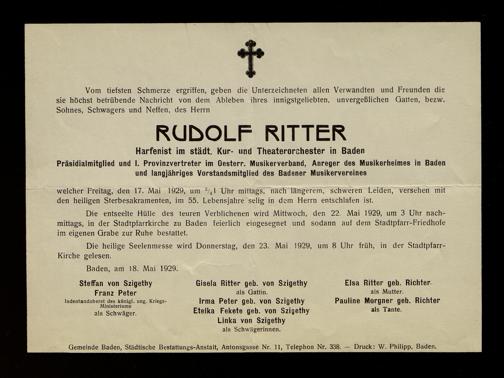 Vom tiefsten Schmerze ergriffen, geben die Unterzeichneten allen Verwandten und Freunden die
sie höchst betrübende Nachricht von dem Ableben ihres innigstgeliebten, unvergeßlichen Gatten, bezw.
Sohnes, Schwagers und Neffen, des Herrn
RUDOLF RITTER
Harfenist im städt. Kur- und Theaterorchester in Baden
Präsidialmitglied und I. Provinzvertreter im Oesterr. Musikerverband, Anreger des Musikerheimes in Baden
und langjähriges Vorstandsmitglied des Badener Musikervereines
welcher Freitag, den 17. Mai 1929, um 1 Uhr mittags, nach längerem, schweren Leiden, versehen mit
den heiligen Sterbesakramenten, im 55. Lebensjahre selig in dem Herrn entschlafen ist.
Die entseelte Hülle des teuren Verblichenen wird Mittwoch, den 22. Mai 1929, um 3 Uhr nach-
mittags, in der Stadtpfarrkirche zu Baden feierlich eingesegnet und sodann auf dem Stadtpfarr-Friedhofe
im eigenen Grabe zur Ruhe bestattet.
Die heilige Seelenmesse wird Donnerstag, den 23. Mai 1929, um 8 Uhr früh, in der Stadtpfarr-
Kirche gelesen.
Baden, am 18. Mai 1929.
Steffan von Szigethy
Franz Peter
Indentandsoberst des königl. ung. Kriegs-
Ministeriums
als Schwäger.
Gisela Ritter geb. von Szigethy
als Gattin.
Irma Peter geb. von Szigethy
Etelka Fekete geb. von Szigethy
Linka von Szigethy
als Schwägerinnen.
Elsa Ritter geb. Richter
als Mutter.
Pauline Morgner geb. Richter
als Tante.
Gemeinde Baden, Städtische Bestattungs-Anstalt, Antonsgasse Nr. 11, Telephon Nr. 338. — Druck: W. Philipp, Baden.